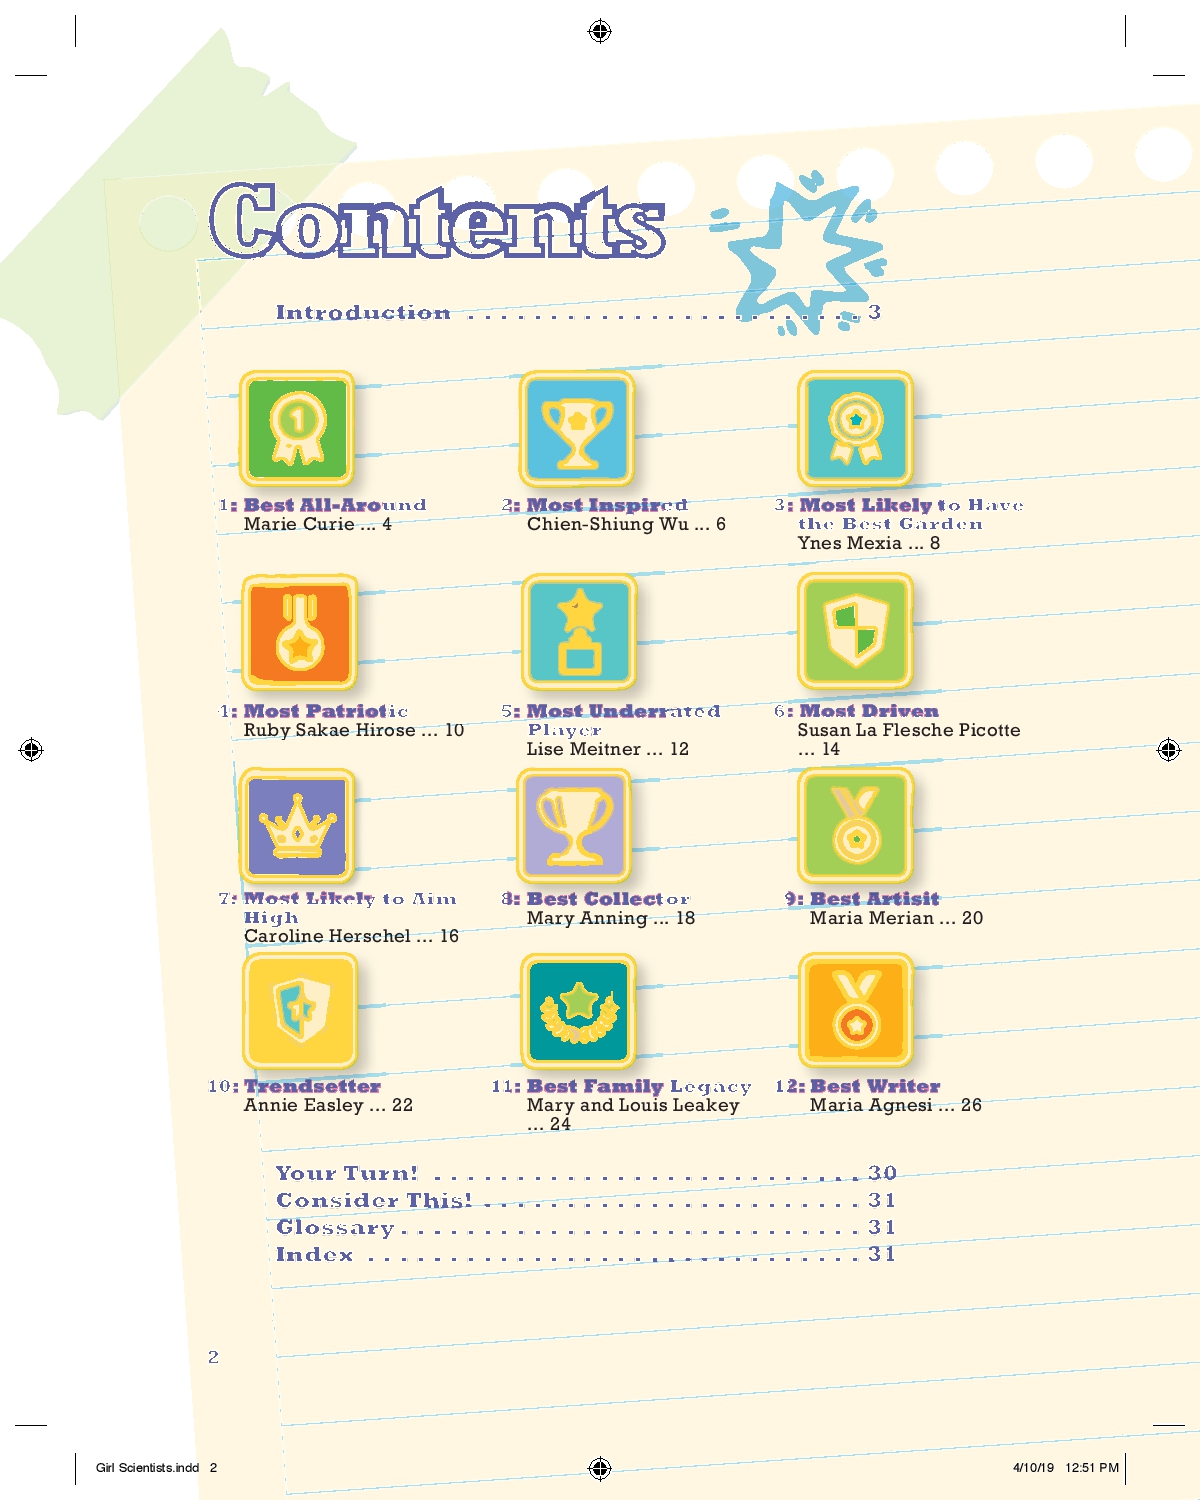 Contents
Introduction . . . . . . . . . . . . . . . . . . . . . . . . . 3
1: Best All-Around
Marie Curie ... 4
2: Most Inspired
Chien-Shiung Wu ... 6
3: Most Likely to Have
the Best Garden
Ynes Mexia ... 8
4: Most Patriotic
Ruby Sakae Hirose ... 10
5: Most Underrated
Player
Lise Meitner ... 12
6: Most Driven
Susan La Flesche Picotte
... 14
7: Most Likely to Aim
High
Caroline Herschel ... 16
8: Best Collector
Mary Anning ... 18
9: Best Artisit
Maria Merian ... 20
10: Trendsetter
Annie Easley ... 22
11: Best Family Legacy
Mary and Louis Leakey
... 24
12: Best Writer
Maria Agnesi ... 26
Your Turn! . . . . . . . . . . . . . . . . . . . . . . . . . . . 30
Consider This! . . . . . . . . . . . . . . . . . . . . . . . . 31
Glossary . . . . . . . . . . . . . . . . . . . . . . . . . . . . . 31
Index . . . . . . . . . . . . . . . . . . . . . . . . . . . . . . . 31
2
Girl Scientists.indd 2
4/10/19 12:51 PM